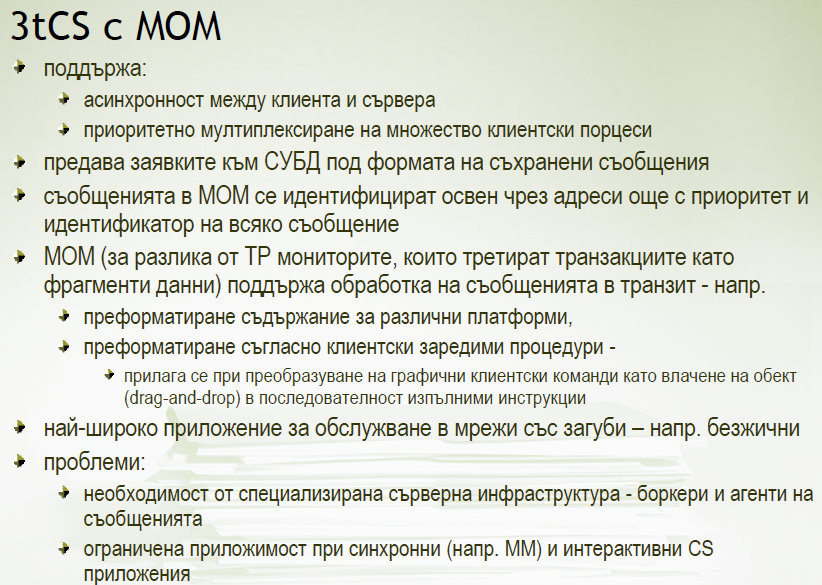 3tCS с МОМ
поддържа:
асинхронност между клиента и сървера
приоритетно мултиплексиране на множество клиентски порцеси
предава заявките към СУБД под формата на съхранени съобщения
съобщенията в МОМ се идентифицират освен чрез адреси още с приоритет и
идентификатор на всяко съобщение
МОМ (за разлика от ТР мониторите, които третират транзакциите като
фрагменти данни) поддържа обработка на съобщенията в транзит - напр.
преформатиране съдържание за различни платформи,
преформатиране съгласно клиентски заредими процедури -
прилага се при преобразуване на графични клиентски команди като влачене на обект
(drag-and-drop) в последователност изпълними инструкции
най-широко приложение за обслужване в мрежи със загуби – напр. безжични
проблеми:
необходимост от специализирана сърверна инфраструктура - боркери и агенти на
съобщенията
ограничена приложимост при синхронни (напр. ММ) и интерактивни CS
приложения